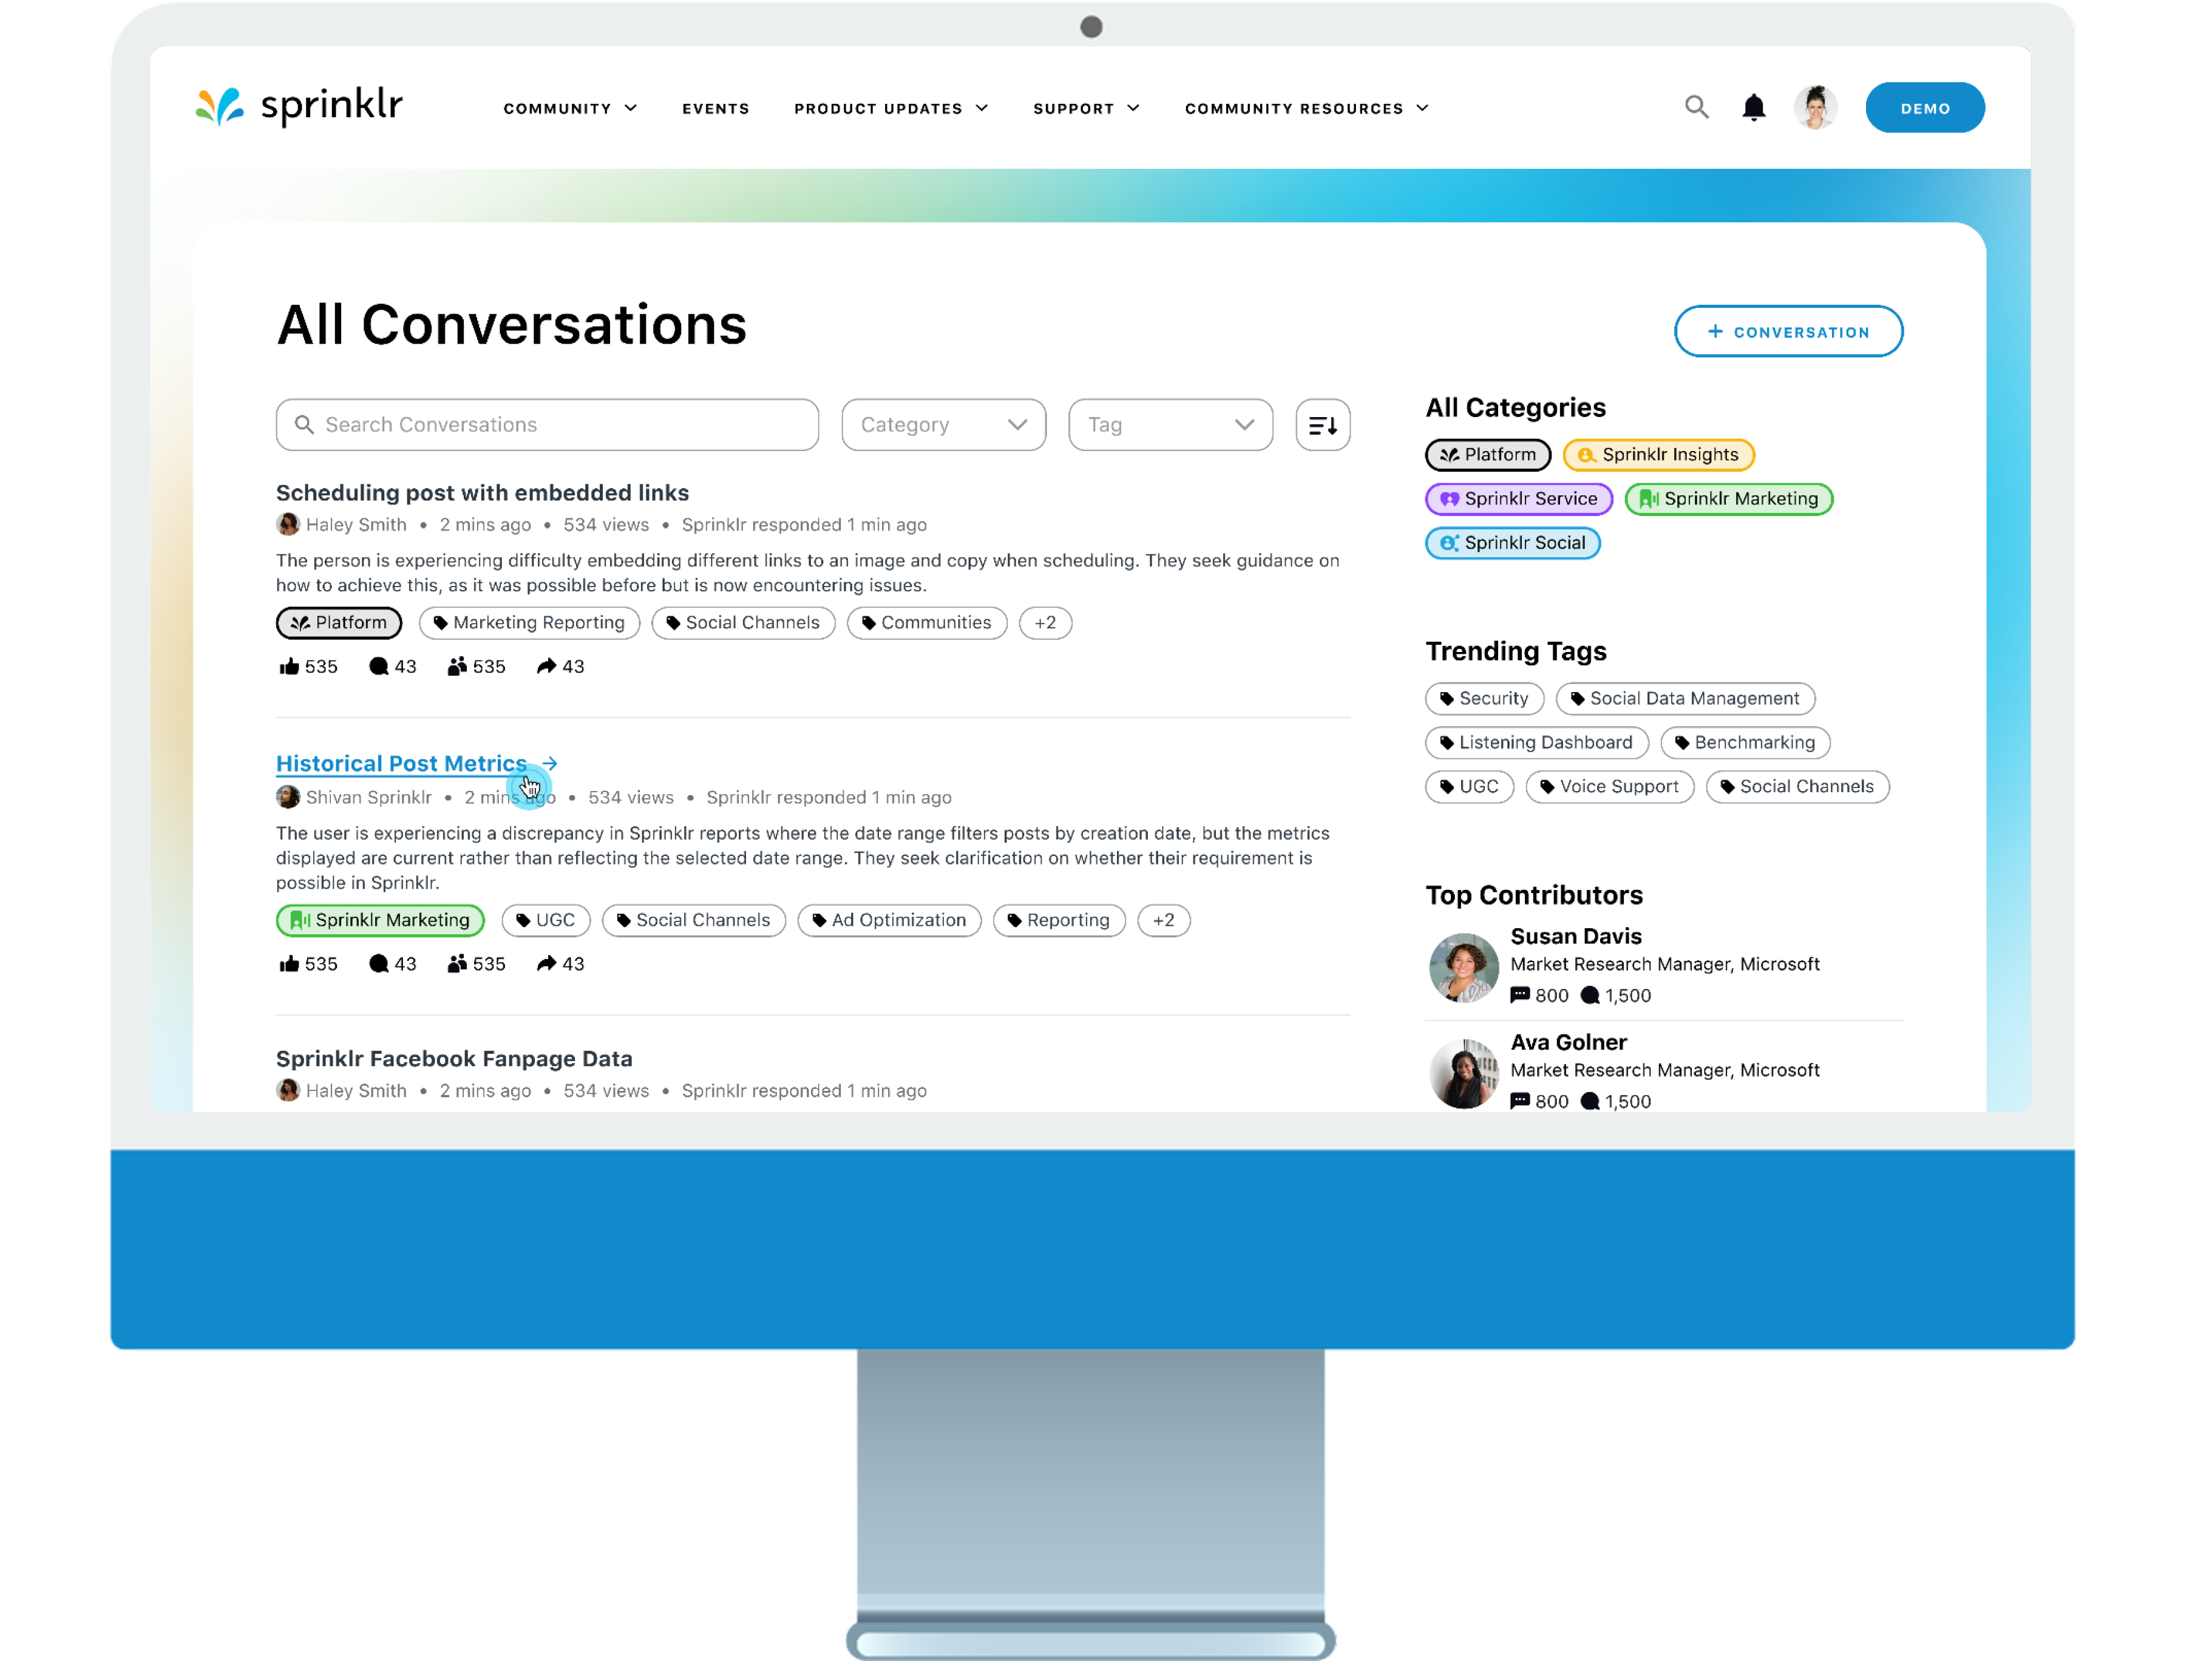 sprinklr
COMMUNITY
EVENTS
PRODUCT UPDATES
SUPPORT
COMMUNITY RESOURCES
DEMO
All Conversations
+ CONVERSATION
Search Conversations
Category
Tag
Scheduling post with embedded links
Haley Smith • 2 mins ago • 534 views • Sprinklr responded 1 min ago
The person is experiencing difficulty embedding different links to an image and copy when scheduling. They seek guidance on
how to achieve this, as it was possible before but is now encountering issues.
Platform
Marketing Reporting
Social Channels
Communities
+2
535 43 535 43
Historical Post Metrics →
Shivan Sprinklr • 2 mins ago • 534 views • Sprinklr responded 1 min ago
The user is experiencing a discrepancy in Sprinklr reports where the date range filters posts by creation date, but the metrics
displayed are current rather than reflecting the selected date range. They seek clarification on whether their requirement is
possible in Sprinklr.
Sprinklr Marketing
UGC
Social Channels
Ad Optimization
Reporting
+2
535 43 535 43
Sprinklr Facebook Fanpage Data
Haley Smith • 2 mins ago • 534 views • Sprinklr responded 1 min ago
All Categories
Platform
Sprinklr Insights
Sprinklr Service
Sprinklr Marketing
Sprinklr Social
Trending Tags
Security
Social Data Management
Listening Dashboard
Benchmarking
UGC
Voice Support
Social Channels
Top Contributors
Susan Davis
Market Research Manager, Microsoft
800 1,500
Ava Golner
Market Research Manager, Microsoft
800 1,500